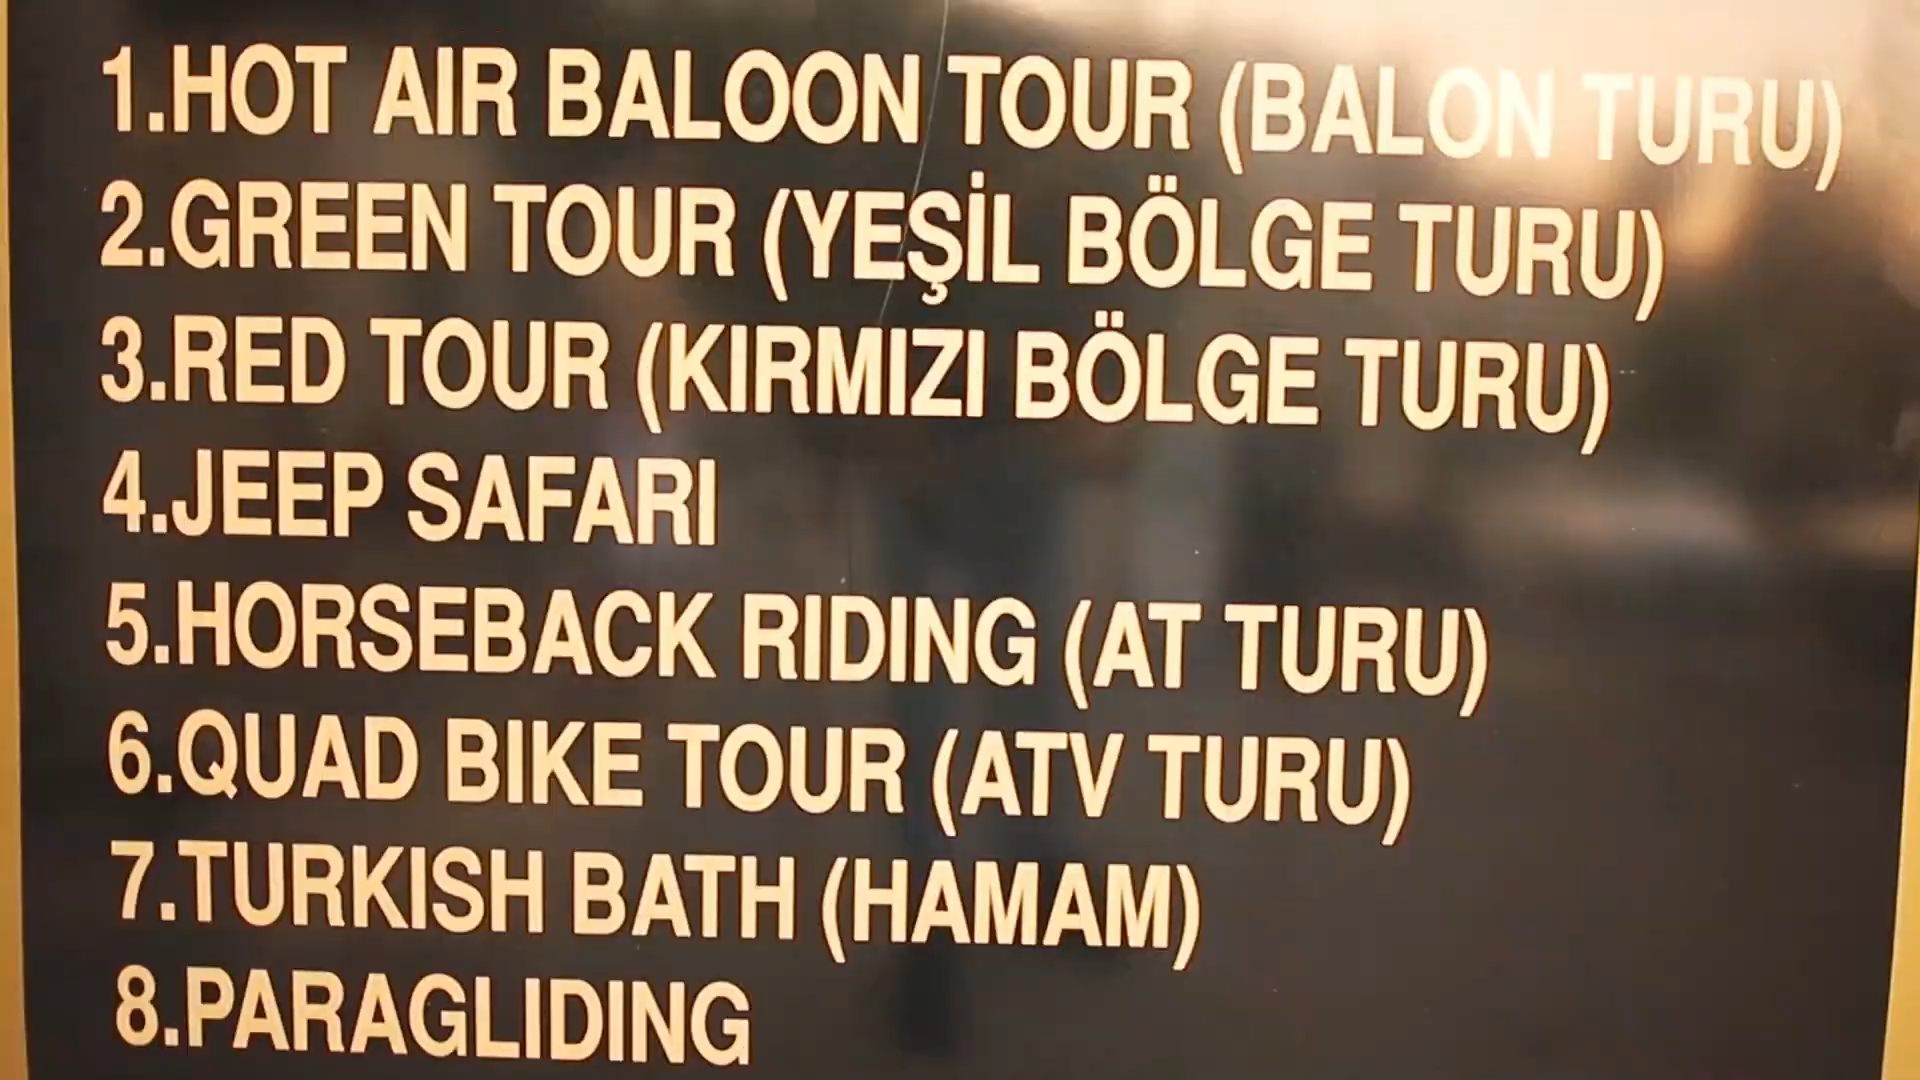 1.HOT AIR BALOON TOUR (BALON TURU)
2.GREEN TOUR (YEŞİL BÖLGE TURU)
3.RED TOUR (KIRMIZI BÖLGE TURU)
4.JEEP SAFARI
5.HORSEBACK RIDING (AT TURU)
6.QUAD BIKE TOUR (ATV TURU)
7.TURKISH BATH (HAMAM)
8.PARAGLIDING